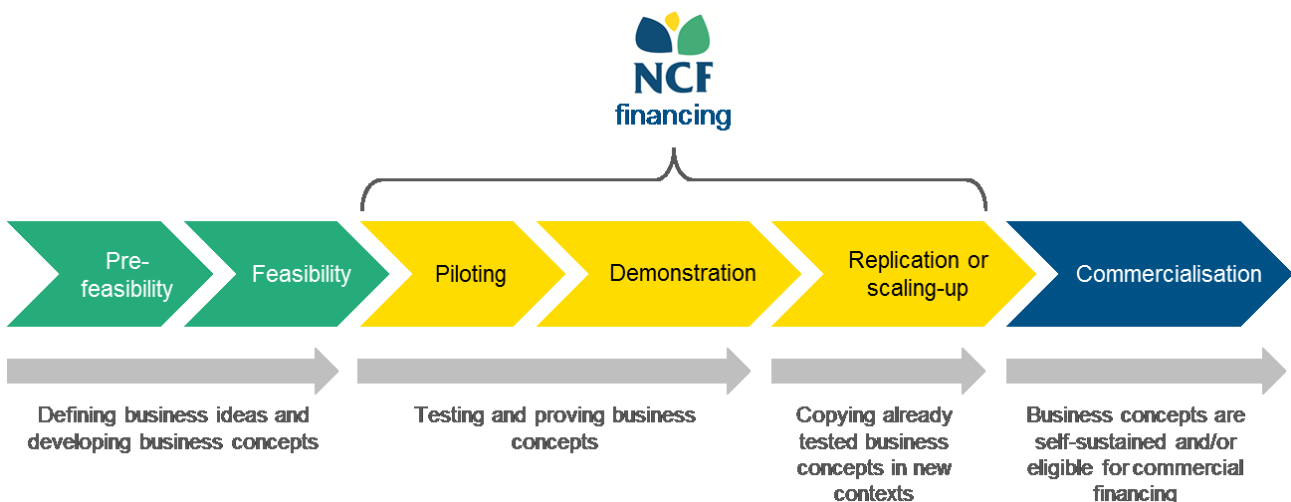 NCF
financing
Pre-
feasibility
Feasibility
Piloting
Demonstration
Replication or
scaling-up
Commercialisation
Defining business ideas and
developing business concepts
Testing and proving business
concepts
Copying already
tested business
concepts in new
contexts
Business concepts are
self-sustained and/or
eligible for commercial
financing